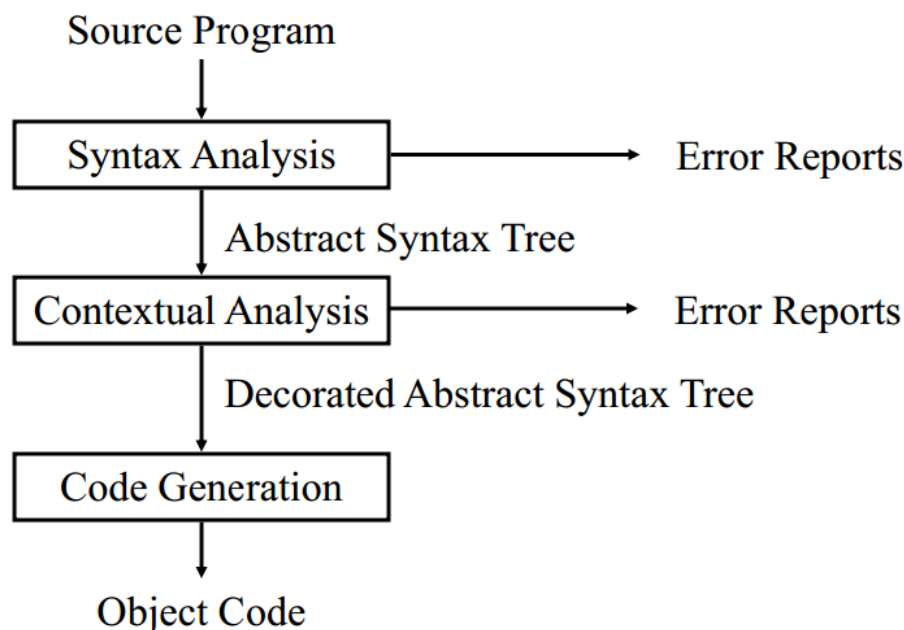 Source Program
Syntax Analysis
Error Reports
Abstract Syntax Tree
Contextual Analysis
Error Reports
Decorated Abstract Syntax Tree
Code Generation
Object Code